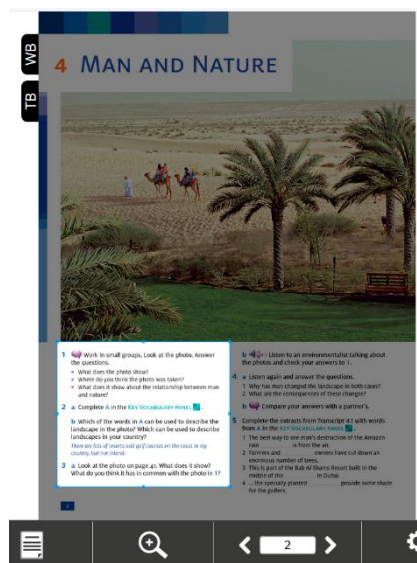 WB
TB
4 MAN AND NATURE
1 Work in small groups. Look at the photo. Answer
the questions.
• What does the photo show?
• Where do you think the photo was taken?
• What does it show about the relationship between man
and nature?
2 a Complete A in the KEY VOCABULARY PANEL
b Which of the words in A can be used to describe the
landscape in the photo? Which can be used to describe
landscapes in your country?
There are lots of resorts and golf courses on the coast in my
country, but not inland.
3 a Look at the photo on page 41. What does it show?
What do you think it has in common with the photo in 1?
b Listen to an environmentalist talking about
the photos and check your answers to 1.
4 a Listen again and answer the questions.
1 Why has man changed the landscape in both cases?
2 What are the consequences of these changes?
b Compare your answers with a partner's.
5 Complete the extracts from Transcript 4.1 with words
from A in the KEY VOCABULARY PANEL
1 The best way to see man's destruction of the Amazon
rain ______ is from the air.
2 Farmers and ______ owners have cut down an
enormous number of trees.
3 This is part of the Bab Al Shams Resort built in the
middle of the ______ in Dubai.
4 ... the specially planted ______ provide some shade
for the golfers.
2